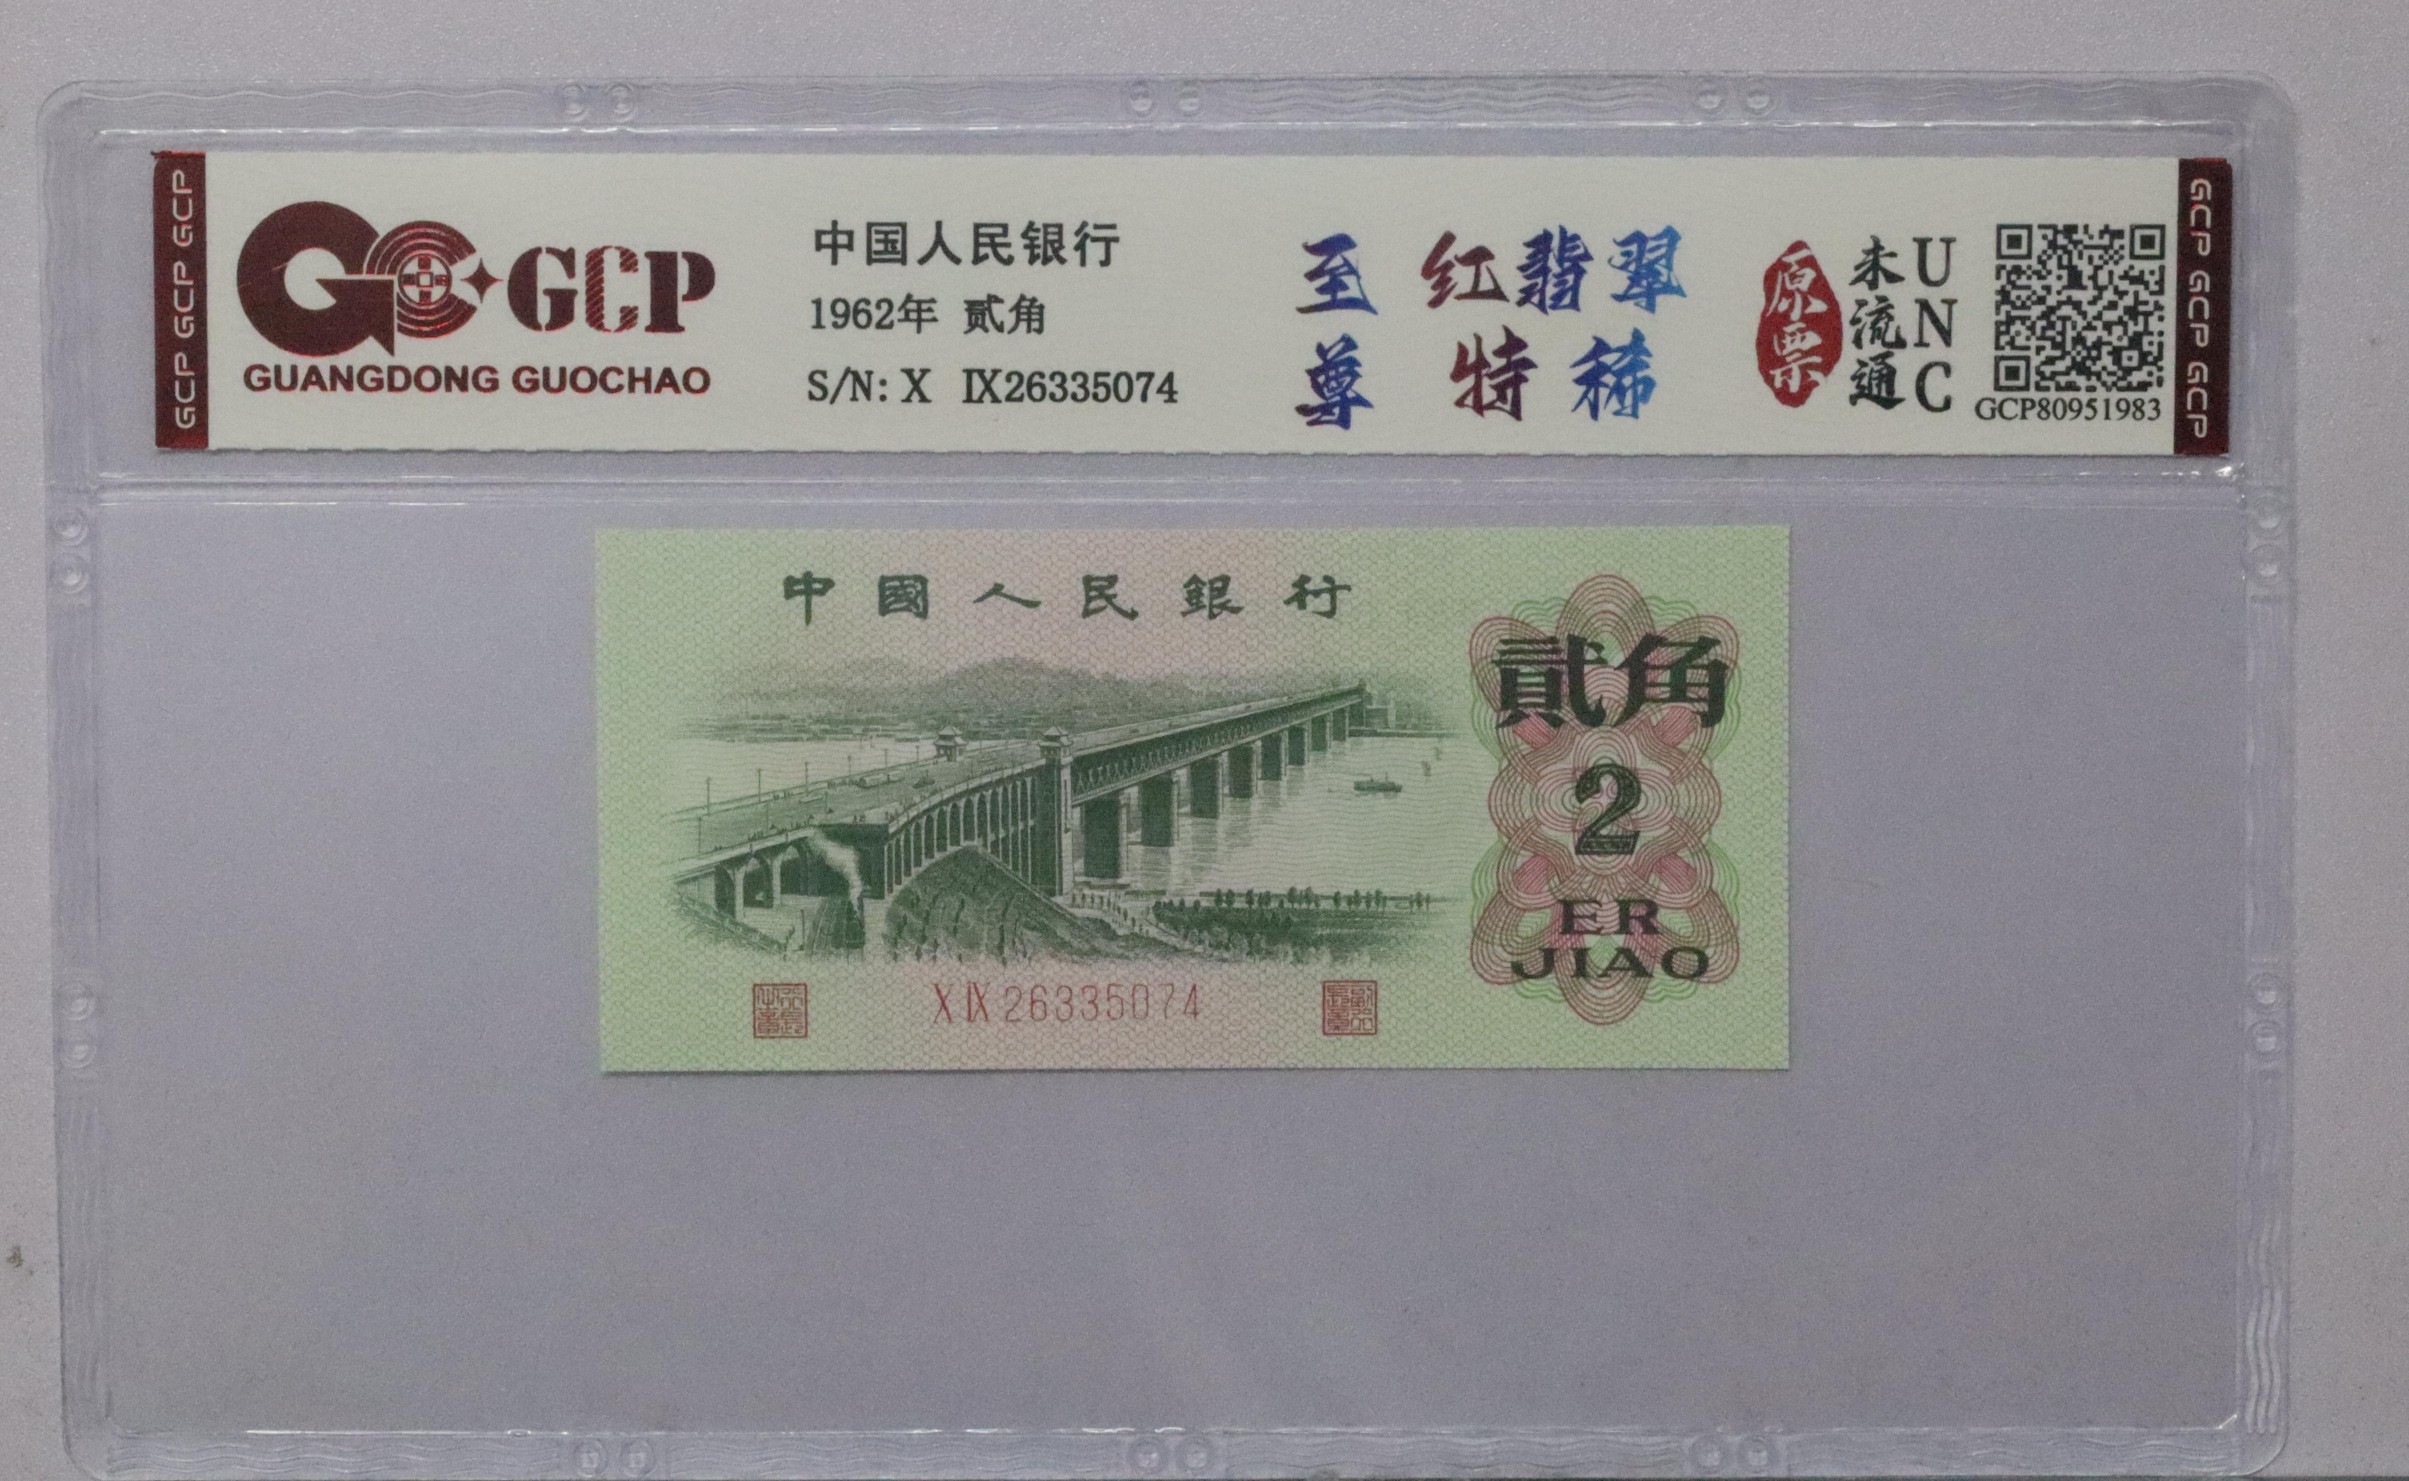 GCP GCP GCP
GCP
GUANGDONG GUOCHAO
中国人民银行
1962年 贰角
S/N: X IX26335074
至尊
红翡翠
特稀
原票
未流通
UNC
GCP80951983
GCP GCP GCP
中國人民銀行
貳角
2
ER
JIAO
X IX 26335074